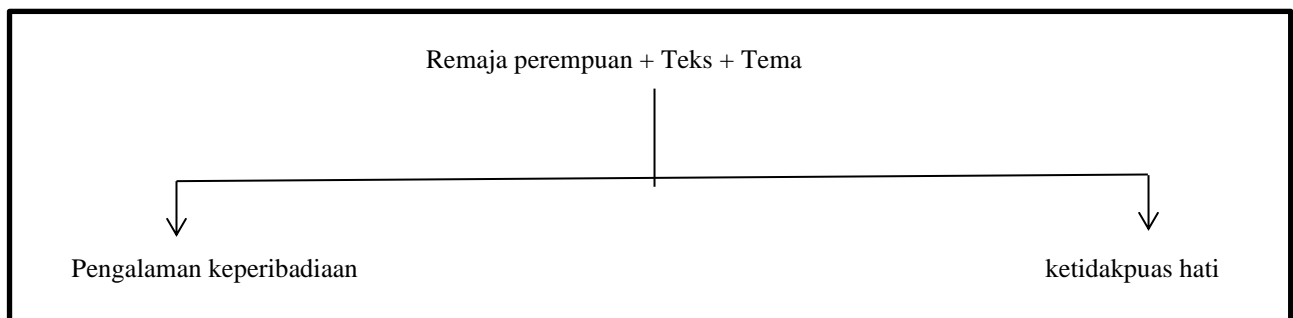 Remaja perempuan + Teks + Tema
Pengalaman keperibadiaan
ketidakpuas hati